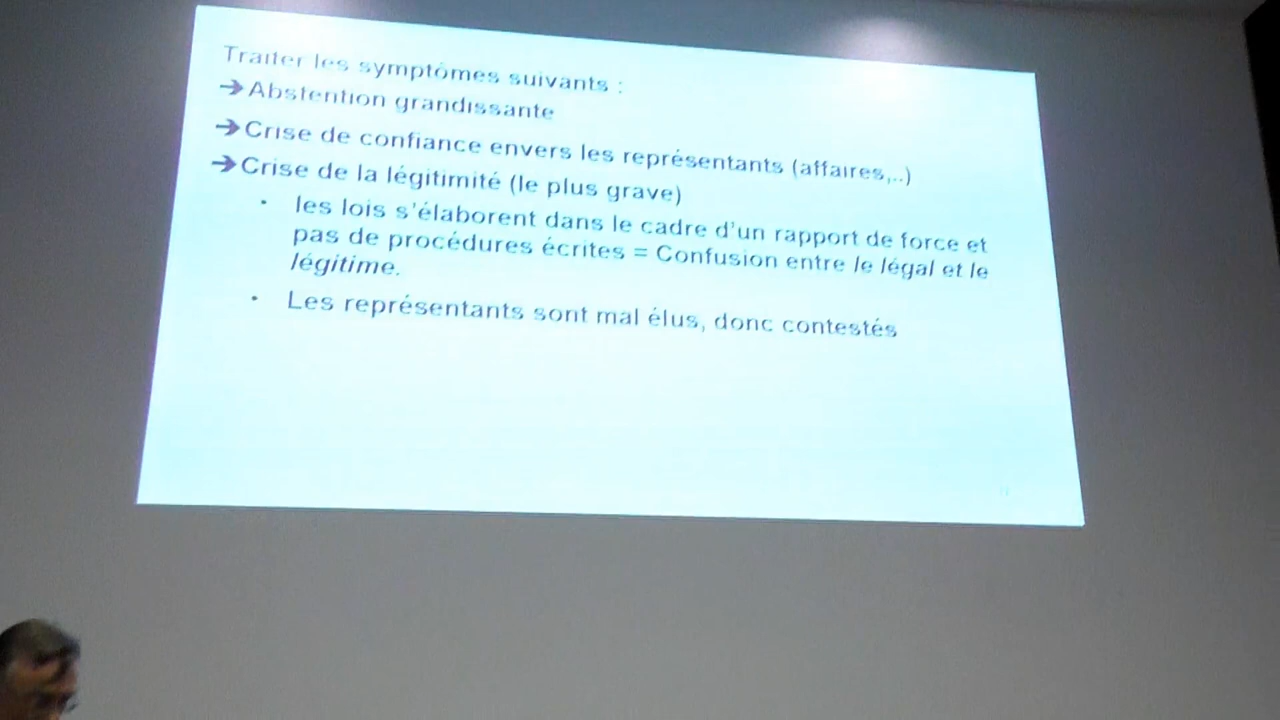 Traiter les symptômes suivants :
➔Abstention grandissante
➔Crise de confiance envers les représentants (affaires,..)
➔Crise de la légitimité (le plus grave)
• les lois s'élaborent dans le cadre d'un rapport de force et
pas de procédures écrites = Confusion entre le légal et le
légitime.
• Les représentants sont mal élus, donc contestés